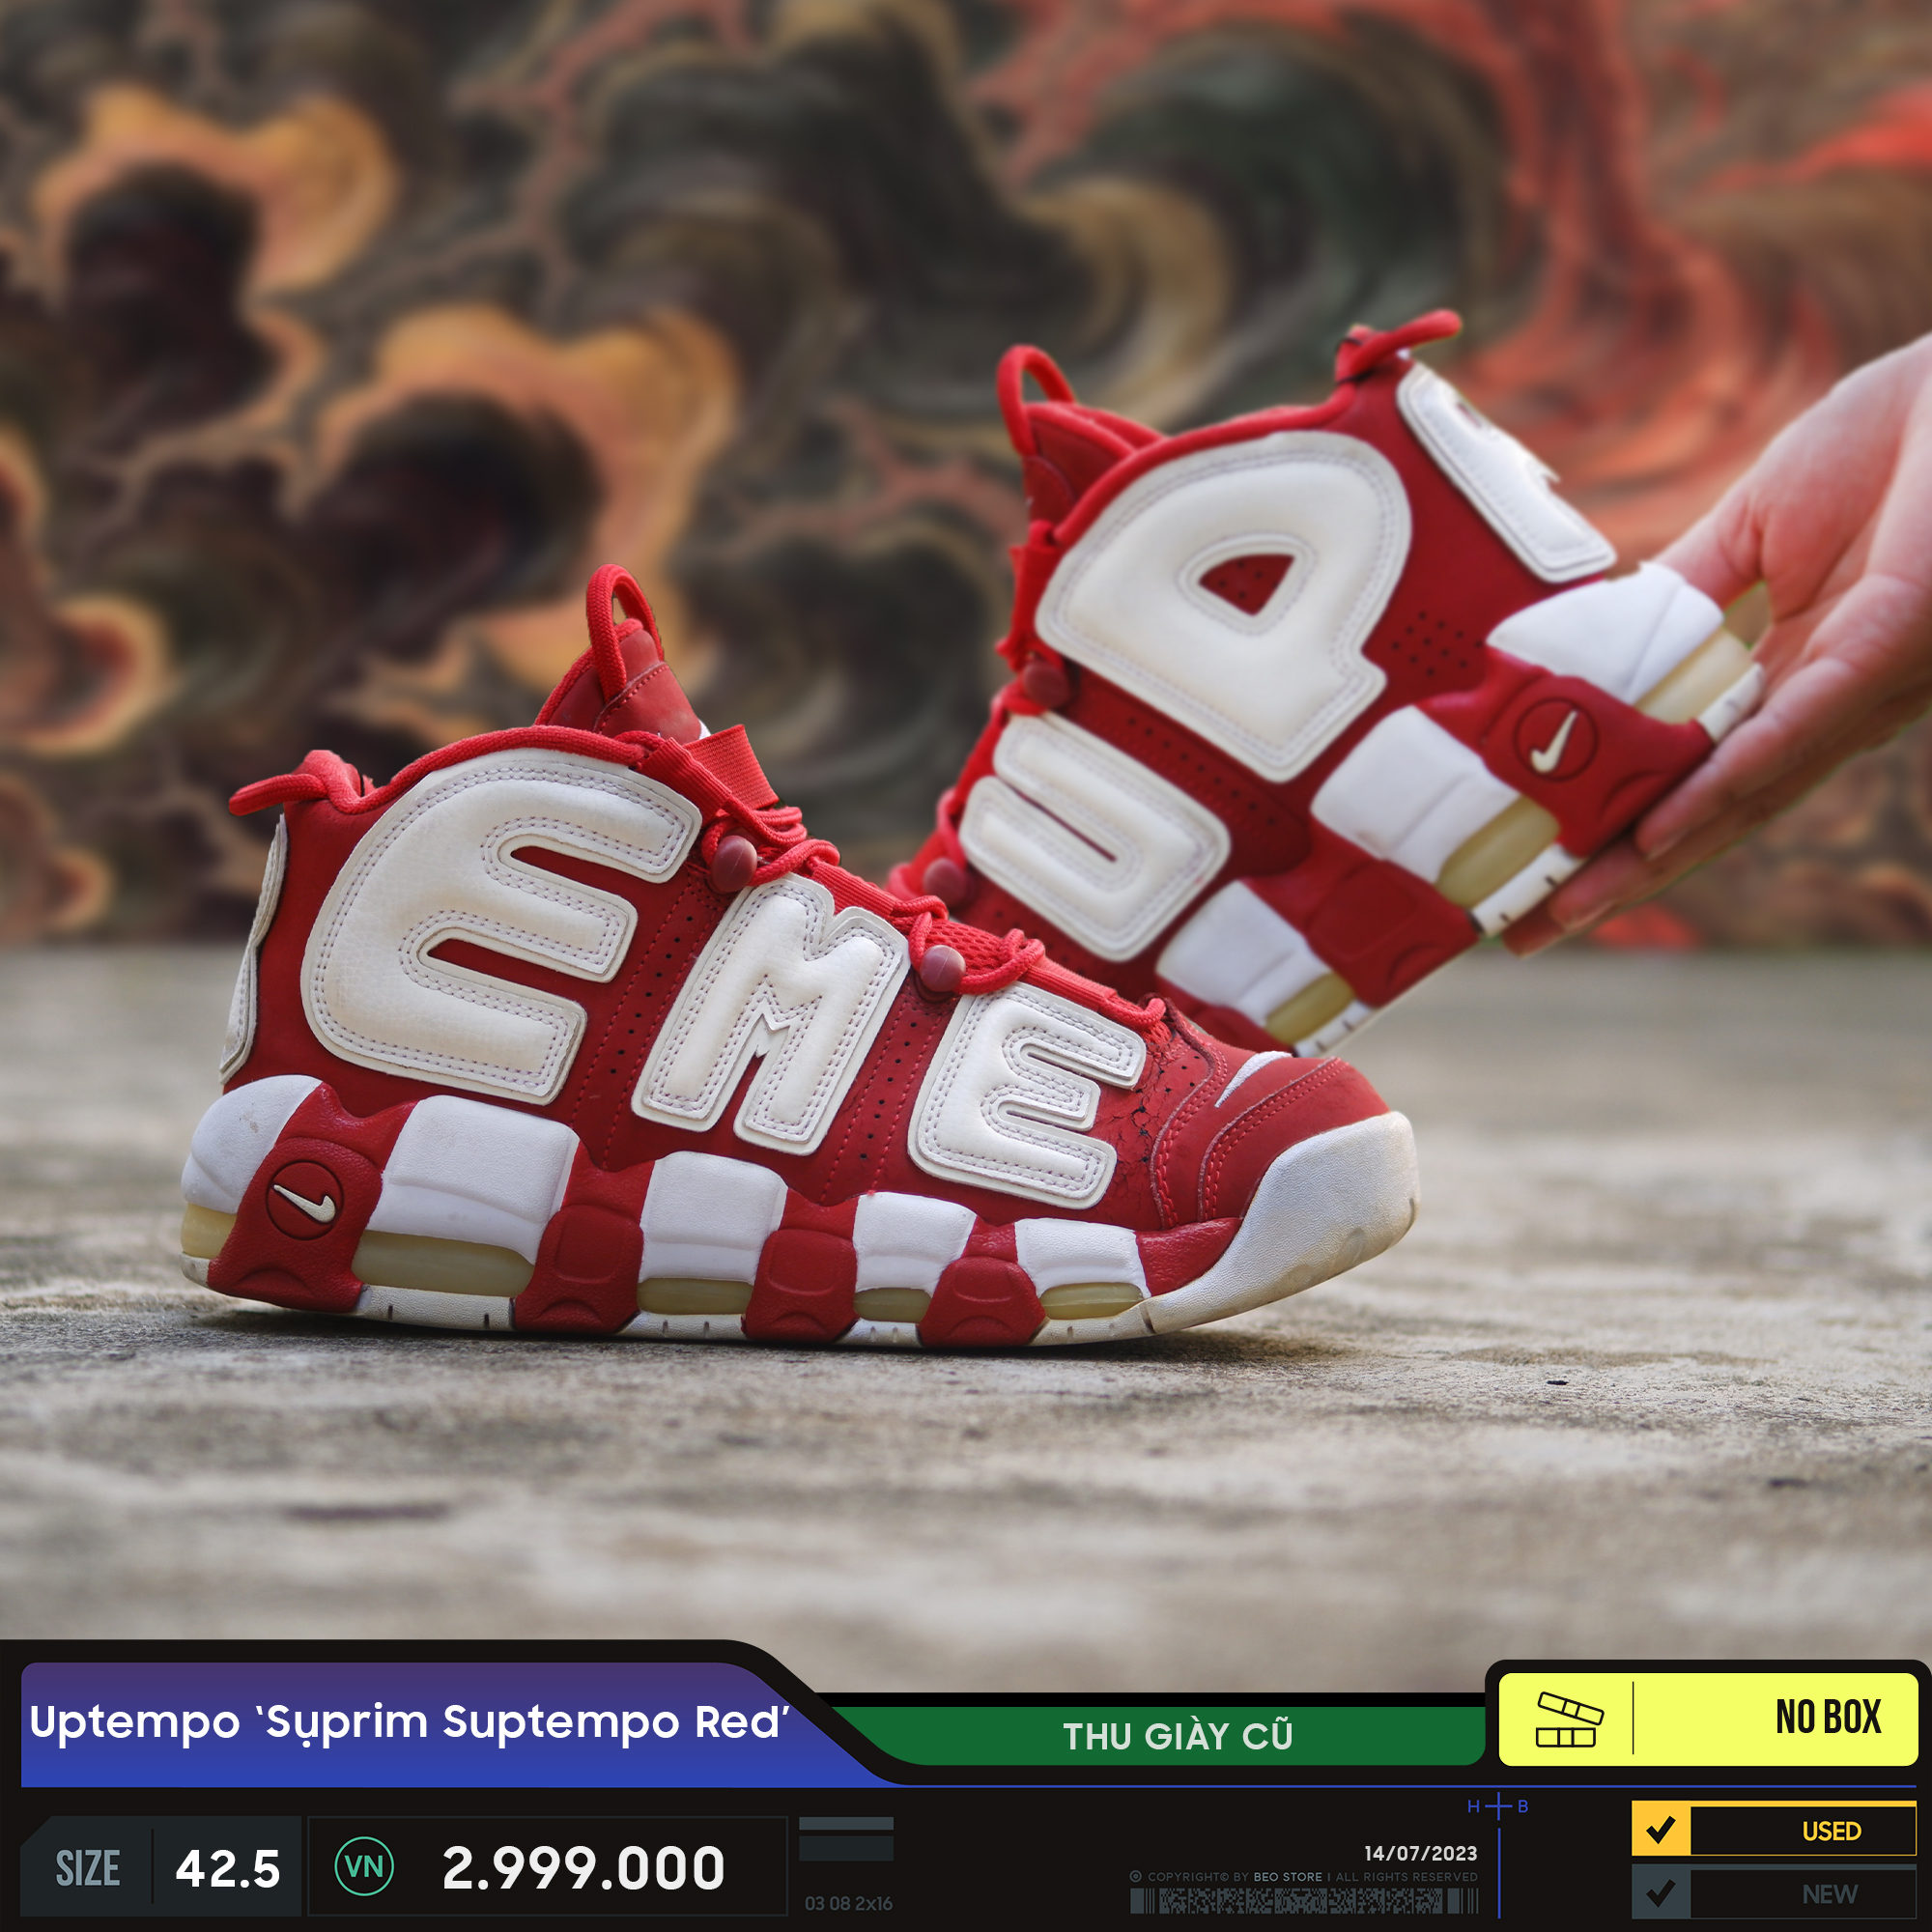 SUP
EME
Uptempo ‘Sụprim Suptempo Red’
THU GIÀY CŨ
NO BOX
SIZE 42.5
VN 2.999.000
03 08 2x16
H B
14/07/2023
COPYRIGHT© BY BEO STORE | ALL RIGHTS RESERVED
USED
NEW